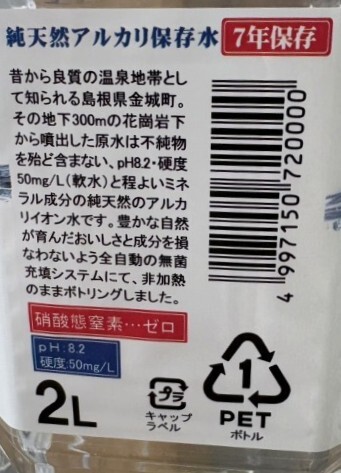 純天然アルカリ保存水 7年保存
昔から良質の温泉地帯とし
て知られる島根県金城町。
その地下300mの花崗岩下
から噴出した原水は不純物
を殆ど含まない、pH8.2・硬度
50mg/L(軟水)と程よいミネ
ラル成分の純天然のアルカ
リイオン水です。豊かな自然
が育んだおいしさと成分を損
なわないよう全自動の無菌
充填システムにて、非加熱
のままボトリングしました。
硝酸態窒素…ゼロ
pH:8.2
硬度:50mg/L
2L
プラ
キャップ
ラベル
1
PET
ボトル
4 997150 720000